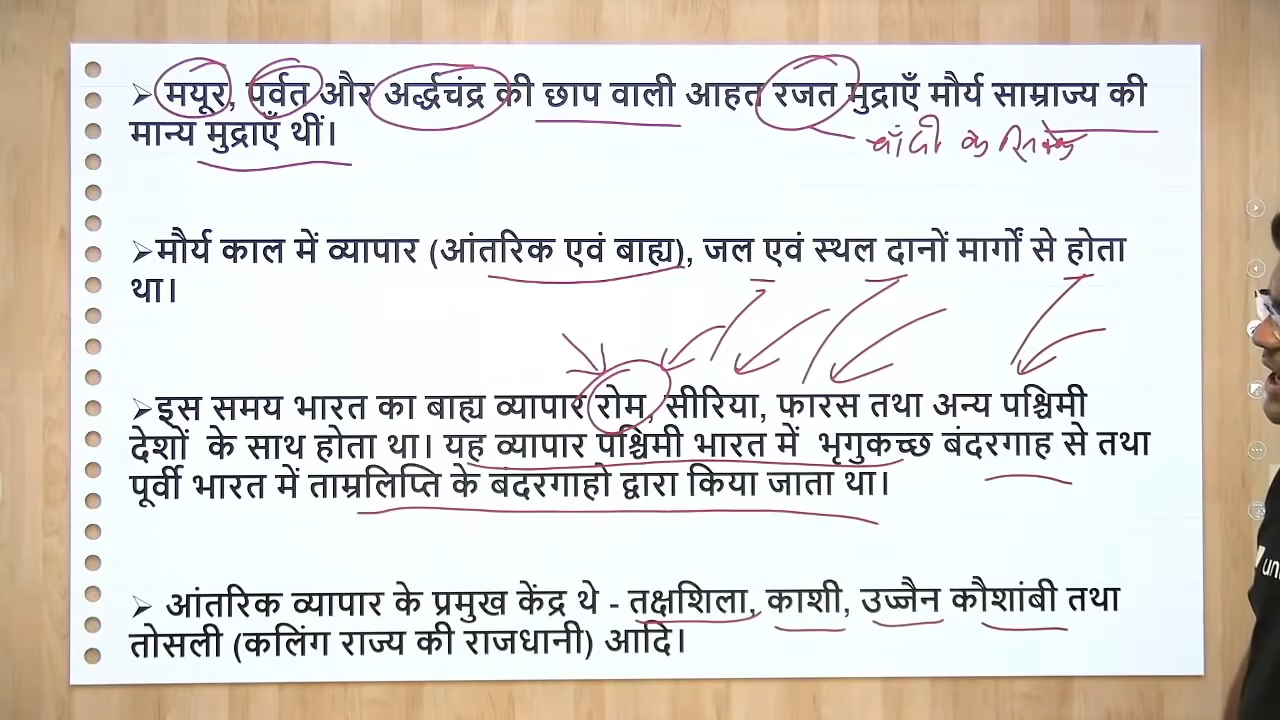 ➢ मयूर, पर्वत और अर्द्धचंद्र की छाप वाली आहत रजत मुद्राएँ मौर्य साम्राज्य की
मान्य मुद्राएँ थीं।
चाँदी के सिक्के
➢मौर्य काल में व्यापार (आंतरिक एवं बाह्य), जल एवं स्थल दानों मार्गों से होता
था।
➢इस समय भारत का बाह्य व्यापार रोम, सीरिया, फारस तथा अन्य पश्चिमी
देशों के साथ होता था। यह व्यापार पश्चिमी भारत में भृगुकच्छ बंदरगाह से तथा
पूर्वी भारत में ताम्रलिप्ति के बंदरगाहो द्वारा किया जाता था।
➢ आंतरिक व्यापार के प्रमुख केंद्र थे - तक्षशिला, काशी, उज्जैन कौशांबी तथा
तोसली (कलिंग राज्य की राजधानी) आदि।
un